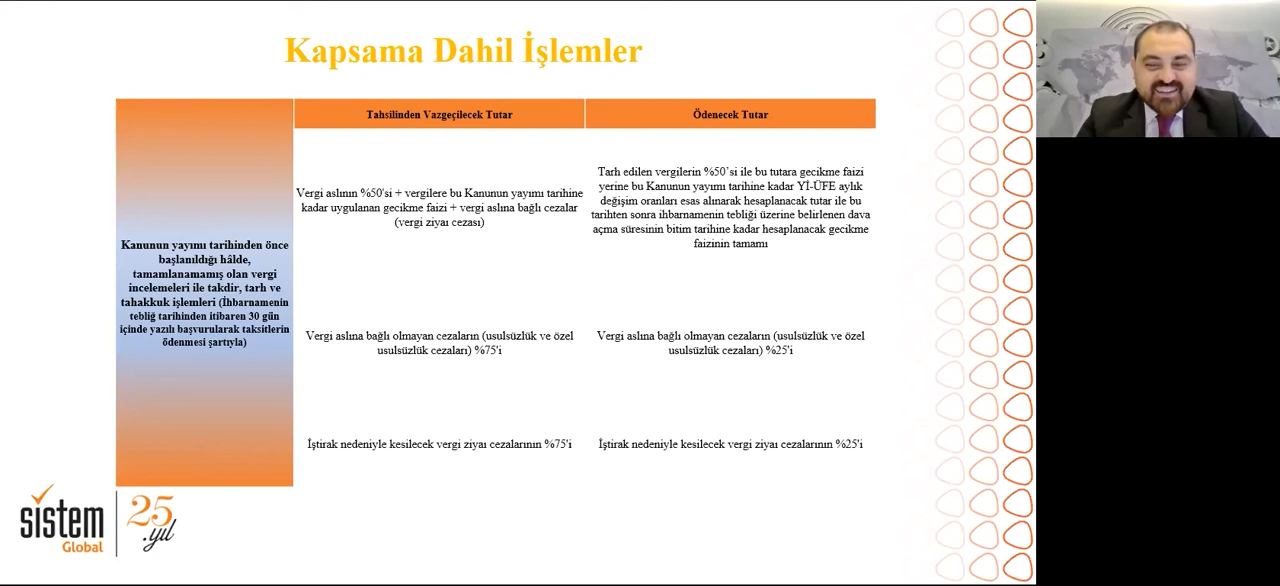 Kapsama Dahil İşlemler
Tahsilinden Vazgeçilecek Tutar
Ödenecek Tutar
Kanunun yayımı tarihinden önce
başlanıldığı hâlde,
tamamlanamamış olan vergi
incelemeleri ile takdir, tarh ve
tahakkuk işlemleri (İhbarnamenin
tebliğ tarihinden itibaren 30 gün
içinde yazılı başvurularak taksitlerin
ödenmesi şartıyla)
Vergi aslının %50'si + vergilere bu Kanunun yayımı tarihine
kadar uygulanan gecikme faizi + vergi aslına bağlı cezalar
(vergi ziyaı cezası)
Tarh edilen vergilerin %50’si ile bu tutara gecikme faizi
yerine bu Kanunun yayımı tarihine kadar Yİ-ÜFE aylık
değişim oranları esas alınarak hesaplanacak tutar ile bu
tarihten sonra ihbarnamenin tebliği üzerine belirlenen dava
açma süresinin bitim tarihine kadar hesaplanacak gecikme
faizinin tamamı
Vergi aslına bağlı olmayan cezaların (usulsüzlük ve özel
usulsüzlük cezaları) %75'i
Vergi aslına bağlı olmayan cezaların (usulsüzlük ve özel
usulsüzlük cezaları) %25'i
İştirak nedeniyle kesilecek vergi ziyaı cezalarının %75'i
İştirak nedeniyle kesilecek vergi ziyaı cezalarının %25'i
sistem
Global
25
.yıl